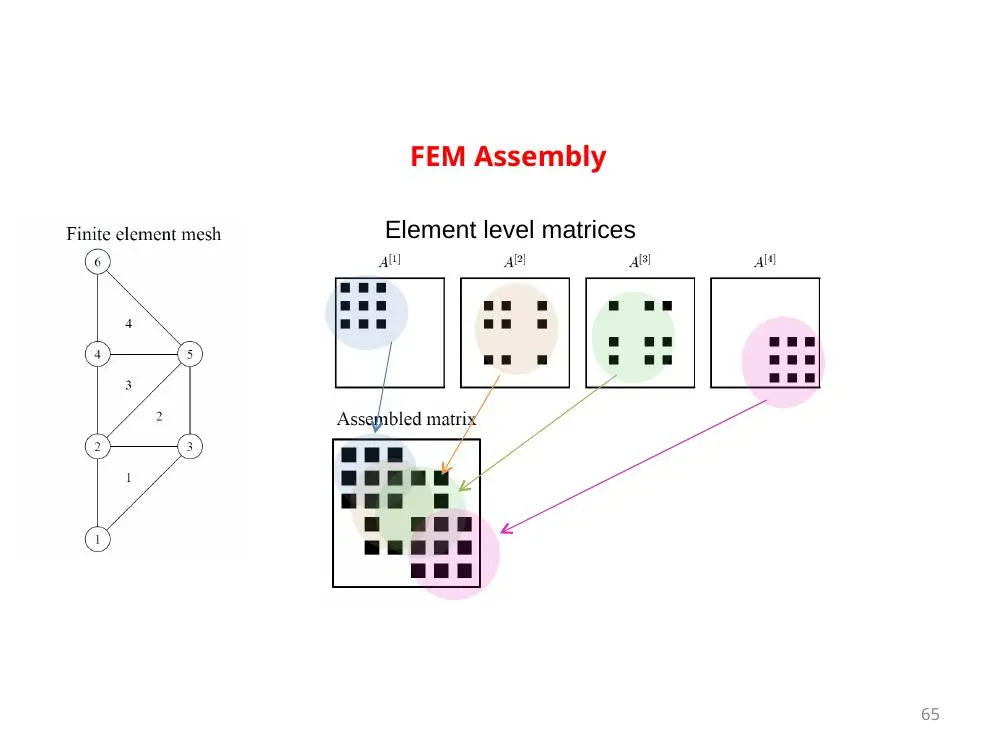 FEM Assembly
Finite element mesh
6
4
4
5
3
2
2
3
1
1
Element level matrices
A[1] A[2] A[3] A[4]
Assembled matrix
65